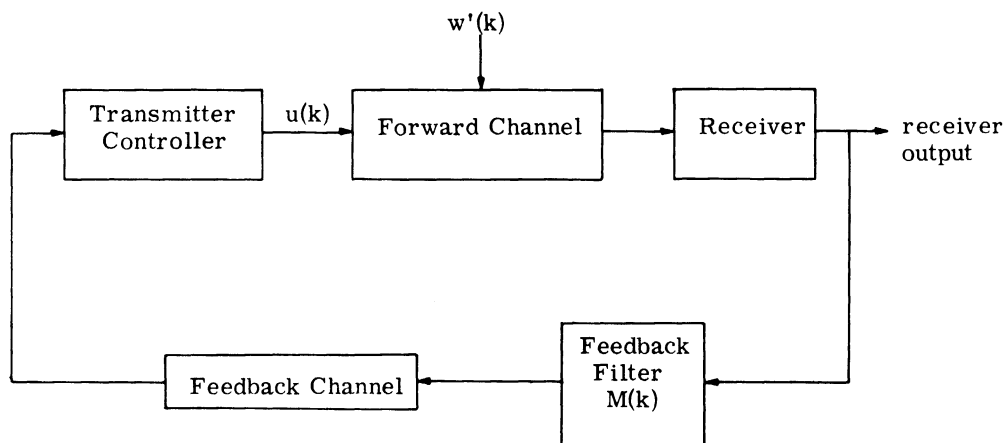 w'(k)
Transmitter
Controller
u(k)
Forward Channel
Receiver
receiver
output
Feedback Channel
Feedback
Filter
M(k)